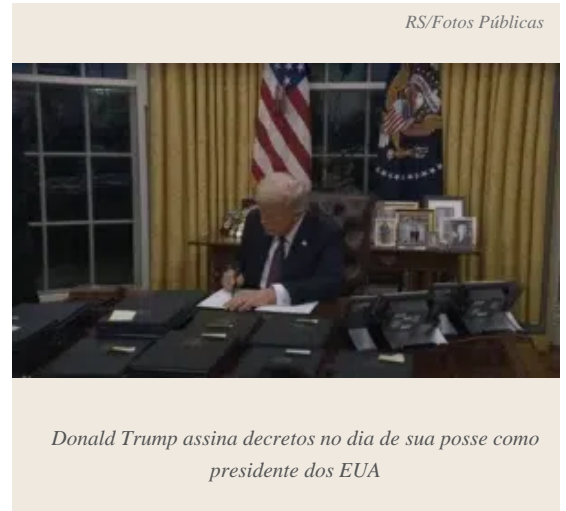 RS/Fotos Públicas
Donald Trump assina decretos no dia de sua posse como
presidente dos EUA